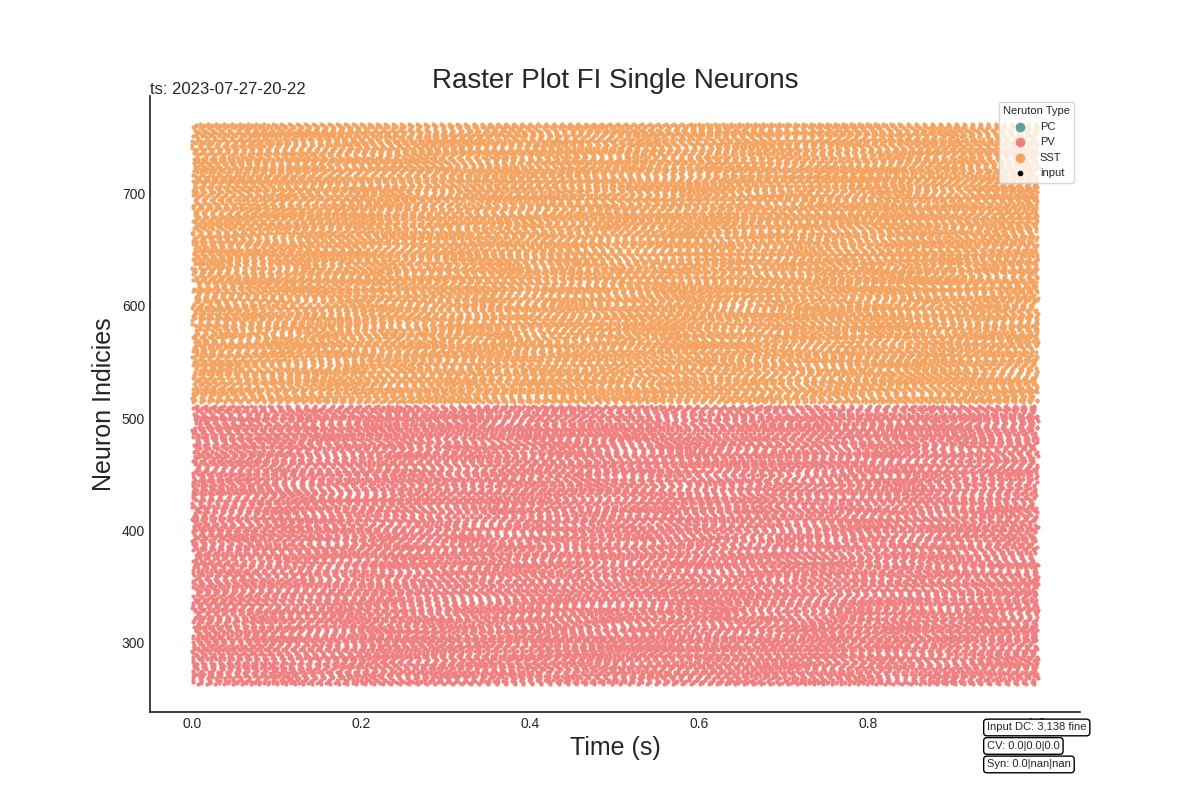 Raster Plot FI Single Neurons
ts: 2023-07-27-20-22
Neruton Type
PC
PV
SST
input
700
600
500
400
300
Neuron Indicies
0.0
0.2
0.4
0.6
0.8
Time (s)
Input DC: 3,138 fine
CV: 0.0|0.0|0.0
Syn: 0.0|nan|nan